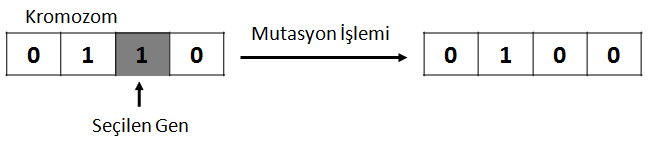 Kromozom
0 1 1 0
Mutasyon İşlemi
0 1 0 0
Seçilen Gen